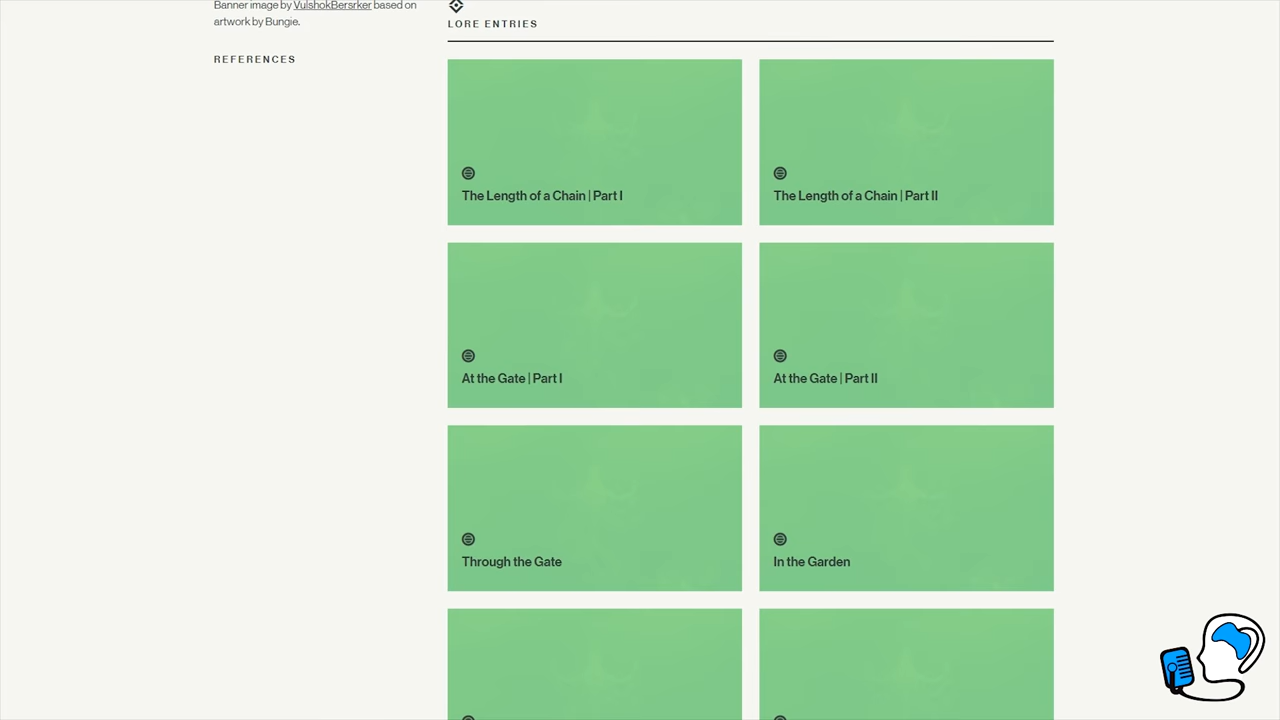 Banner image by VulshokBersrker based on
artwork by Bungie.
REFERENCES
LORE ENTRIES
The Length of a Chain | Part I
The Length of a Chain | Part II
At the Gate | Part I
At the Gate | Part II
Through the Gate
In the Garden